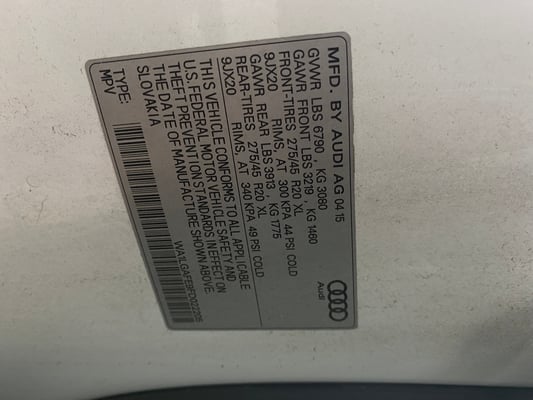 MFD. BY AUDI AG 04 15
GVWR LBS 6790 , KG 3080
GAWR FRONT LBS 3219 , KG 1460
FRONT-TIRES 275/45 R20 XL
9JX20 RIMS, AT 300 KPA 44 PSI COLD
GAWR REAR LBS 3913 , KG 1775
REAR-TIRES 275/45 R20 XL
9JX20 RIMS, AT 340 KPA 49 PSI COLD
THIS VEHICLE CONFORMS TO ALL APPLICABLE
U.S. FEDERAL MOTOR VEHICLE SAFETY AND
THEFT PREVENTION STANDARDS IN EFFECT ON
THE DATE OF MANUFACTURE SHOWN ABOVE.
SLOVAKIA
WA1LGAFE9FD022205
TYPE:
MPV
Audi